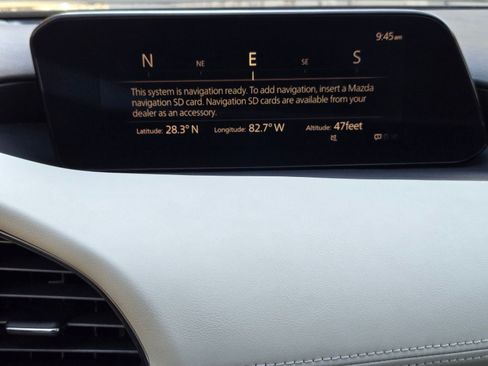 9:45am
N NE E SE S
This system is navigation ready. To add navigation, insert a Mazda
navigation SD card. Navigation SD cards are available from your
dealer as an accessory.
Latitude: 28.3° N Longitude: 82.7° W Altitude: 47feet